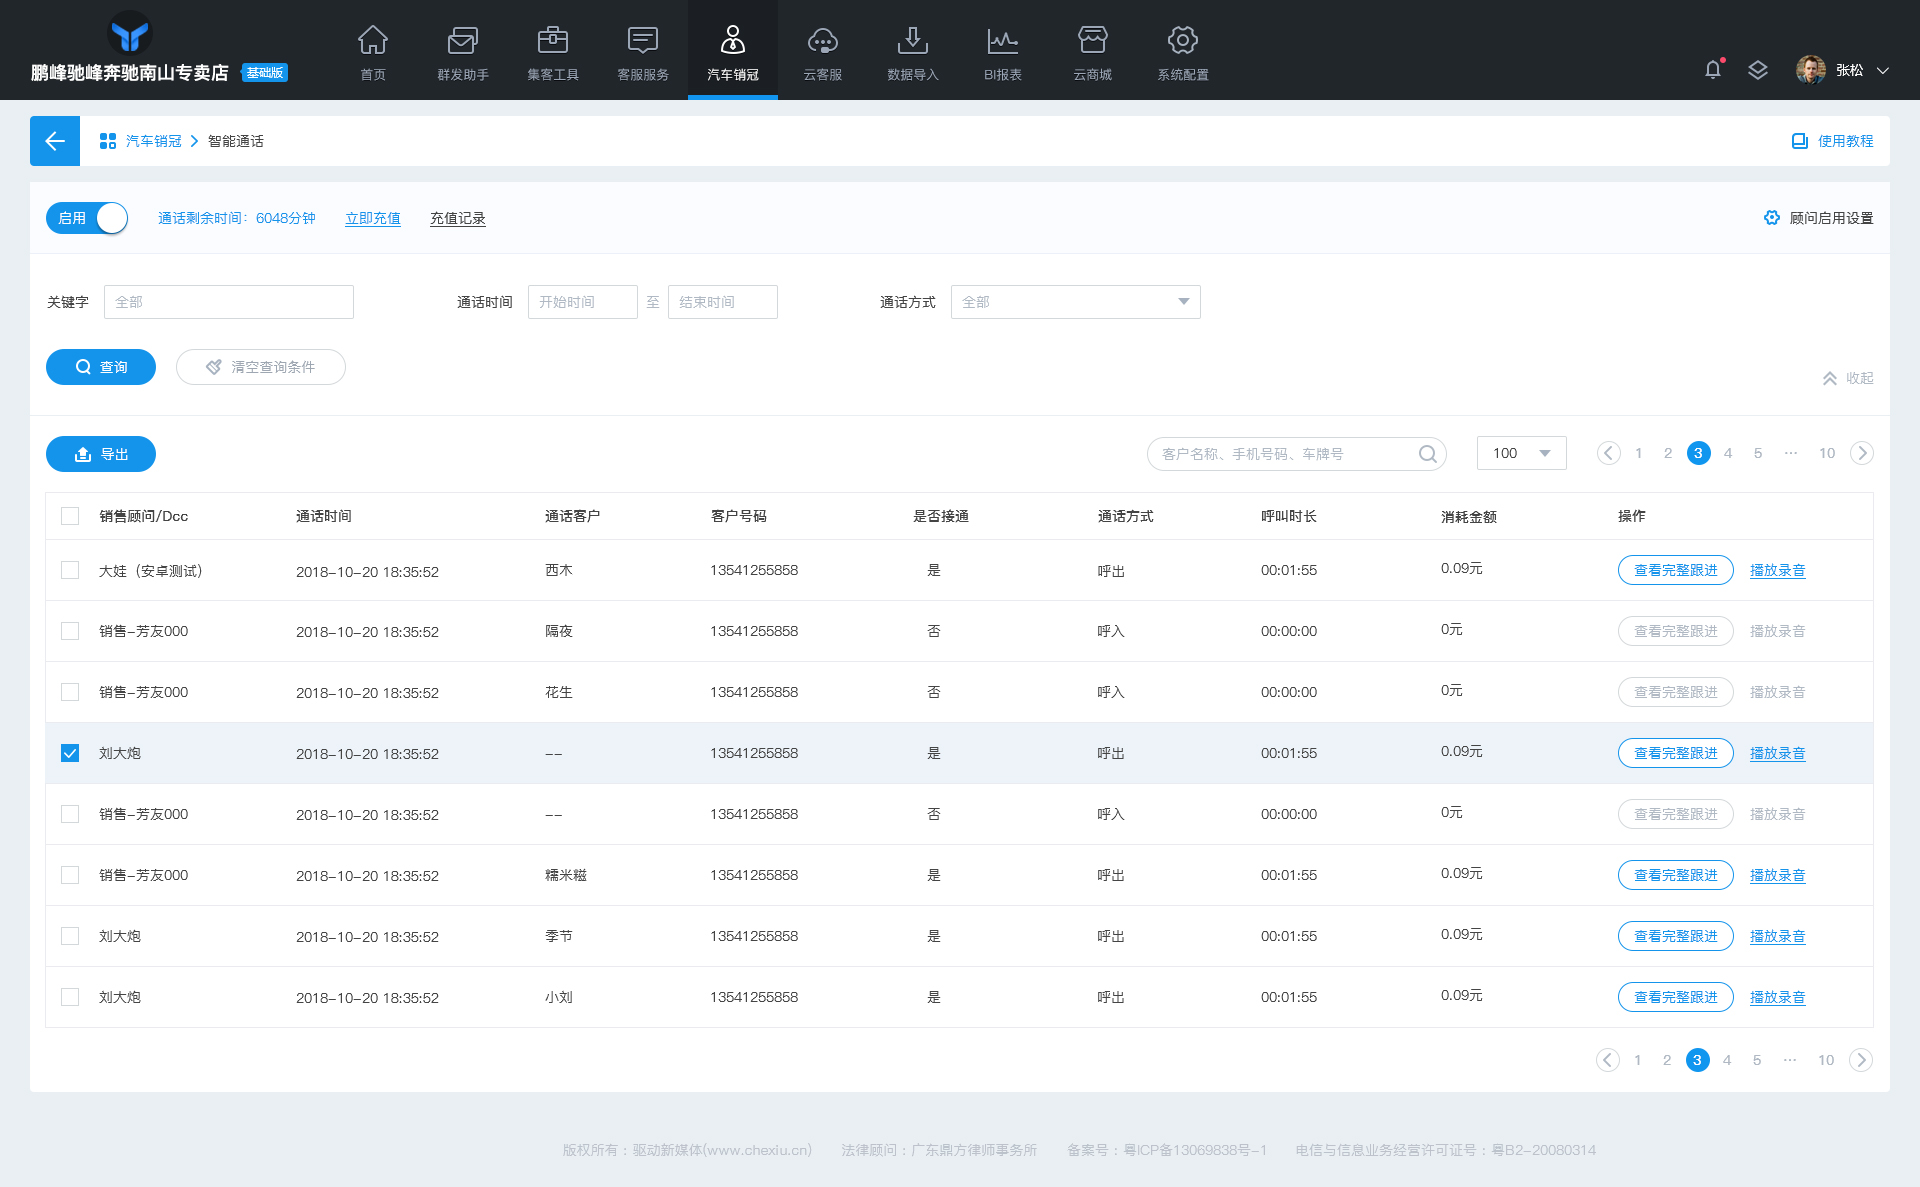 鹏峰驰峰奔驰南山专卖店 基础版
首页 群发助手 集客工具 客服服务 汽车销冠 云客服 数据导入 BI报表 云商城 系统配置
张松
汽车销冠 智能通话 使用教程
启用 通话剩余时间：6048分钟 立即充值 充值记录 顾问启用设置
关键字 全部 通话时间 开始时间 至 结束时间 通话方式 全部
查询 清空查询条件 收起
导出 客户名称、手机号码、车牌号 100 1 2 3 4 5 ··· 10
销售顾问/Dcc 通话时间 通话客户 客户号码 是否接通 通话方式 呼叫时长 消耗金额 操作
大娃（安卓测试） 2018-10-20 18:35:52 西木 13541255858 是 呼出 00:01:55 0.09元 查看完整跟进 播放录音
销售-芳友000 2018-10-20 18:35:52 隔夜 13541255858 否 呼入 00:00:00 0元 查看完整跟进 播放录音
销售-芳友000 2018-10-20 18:35:52 花生 13541255858 否 呼入 00:00:00 0元 查看完整跟进 播放录音
刘大炮 2018-10-20 18:35:52 -- 13541255858 是 呼出 00:01:55 0.09元 查看完整跟进 播放录音
销售-芳友000 2018-10-20 18:35:52 -- 13541255858 否 呼入 00:00:00 0元 查看完整跟进 播放录音
销售-芳友000 2018-10-20 18:35:52 糯米糍 13541255858 是 呼出 00:01:55 0.09元 查看完整跟进 播放录音
刘大炮 2018-10-20 18:35:52 季节 13541255858 是 呼出 00:01:55 0.09元 查看完整跟进 播放录音
刘大炮 2018-10-20 18:35:52 小刘 13541255858 是 呼出 00:01:55 0.09元 查看完整跟进 播放录音
1 2 3 4 5 ··· 10
版权所有：驱动新媒体(www.chexiu.cn) 法律顾问：广东鼎方律师事务所 备案号：粤ICP备13069838号-1 电信与信息业务经营许可证号：粤B2-20080314